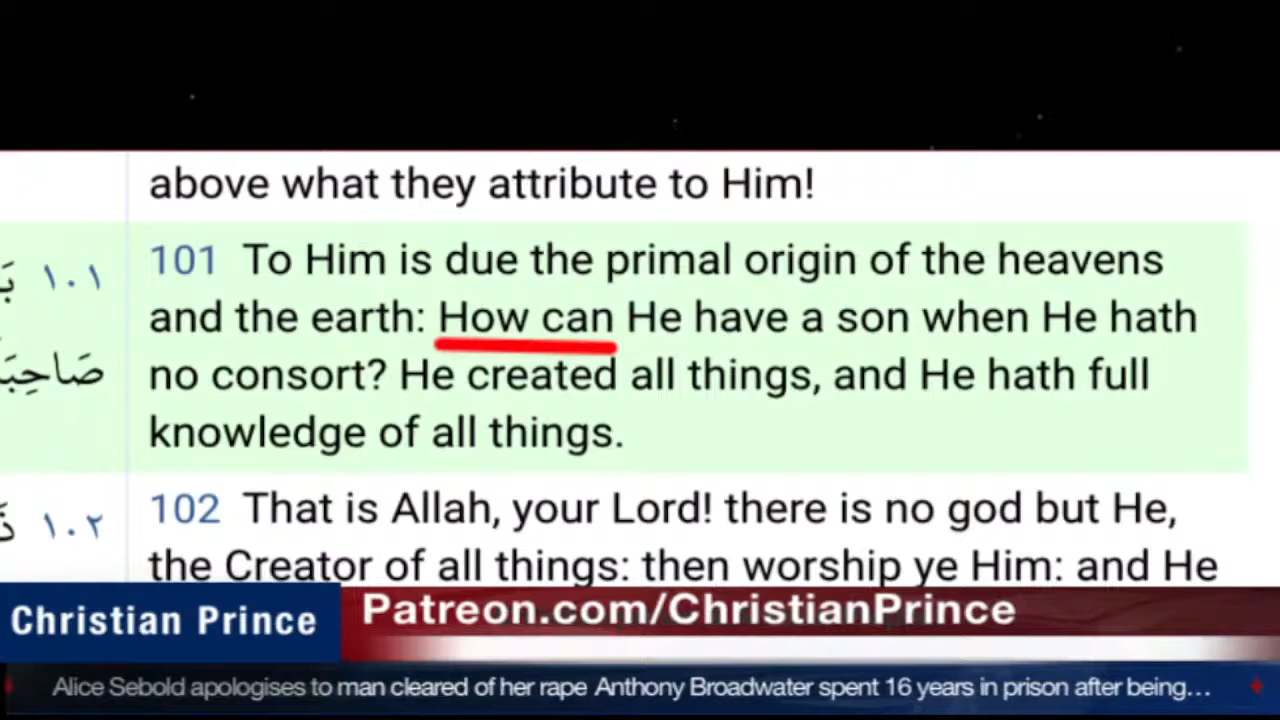 above what they attribute to Him!
101 To Him is due the primal origin of the heavens
١٠١
and the earth: How can He have a son when He hath
no consort? He created all things, and He hath full
knowledge of all things.
102 That is Allah, your Lord! there is no god but He,
١٠٢
the Creator of all things: then worship ye Him: and He
Christian Prince
Patreon.com/ChristianPrince
Alice Sebold apologises to man cleared of her rape Anthony Broadwater spent 16 years in prison after being...